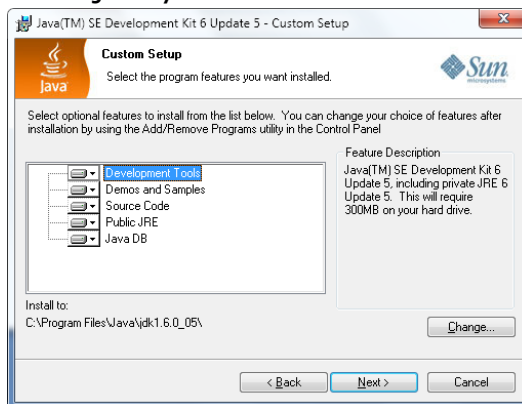 Java(TM) SE Development Kit 6 Update 5 - Custom Setup
Custom Setup
Select the program features you want installed.
Java
Sun
microsystems
Select optional features to install from the list below. You can change your choice of features after
installation by using the Add/Remove Programs utility in the Control Panel
Development Tools
Demos and Samples
Source Code
Public JRE
Java DB
Feature Description
Java(TM) SE Development Kit 6
Update 5, including private JRE 6
Update 5. This will require
300MB on your hard drive.
Install to:
C:\Program Files\Java\jdk1.6.0_05\
Change...
< Back
Next >
Cancel